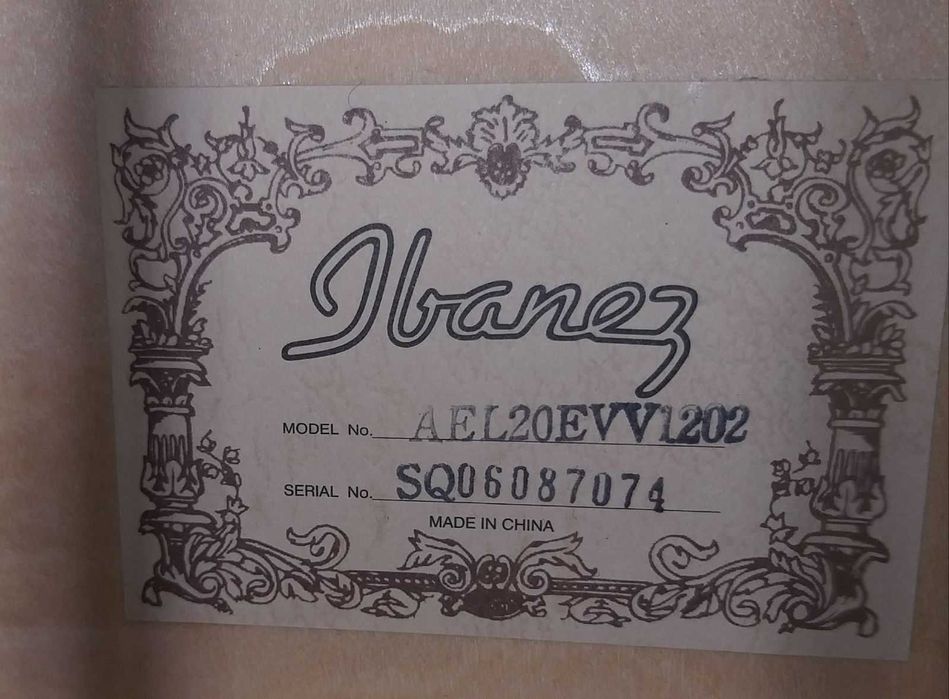 Ibanez
MODEL No. AEL20EVV1202
SERIAL No. SQ06087074
MADE IN CHINA